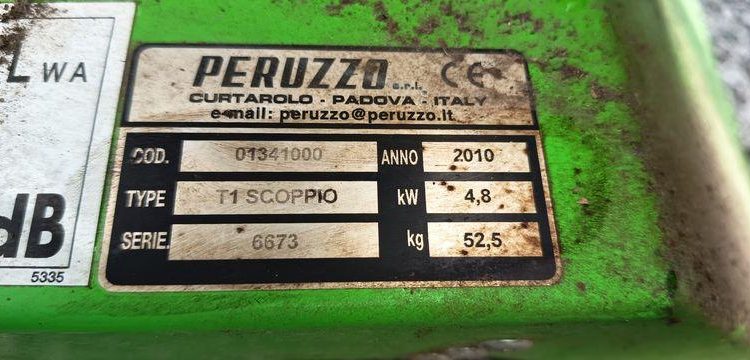 LWA
dB
5335
PERUZZO s.r.l. CE
CURTAROLO - PADOVA - ITALY
e-mail: peruzzo@peruzzo.it
COD. 01341000 ANNO 2010
TYPE T1 SCOPPIO kW 4,8
SERIE. 6673 kg 52,5